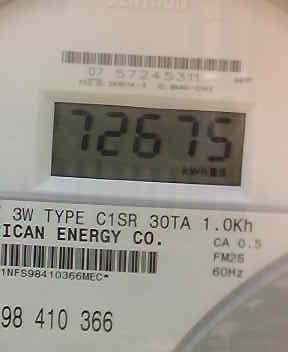 07 57245311
72675
3W TYPE C1SR 30TA 1.0Kh
ICAN ENERGY CO.
CA 0.5
FM2S
60Hz
1NFS98410366MEC*
98 410 366